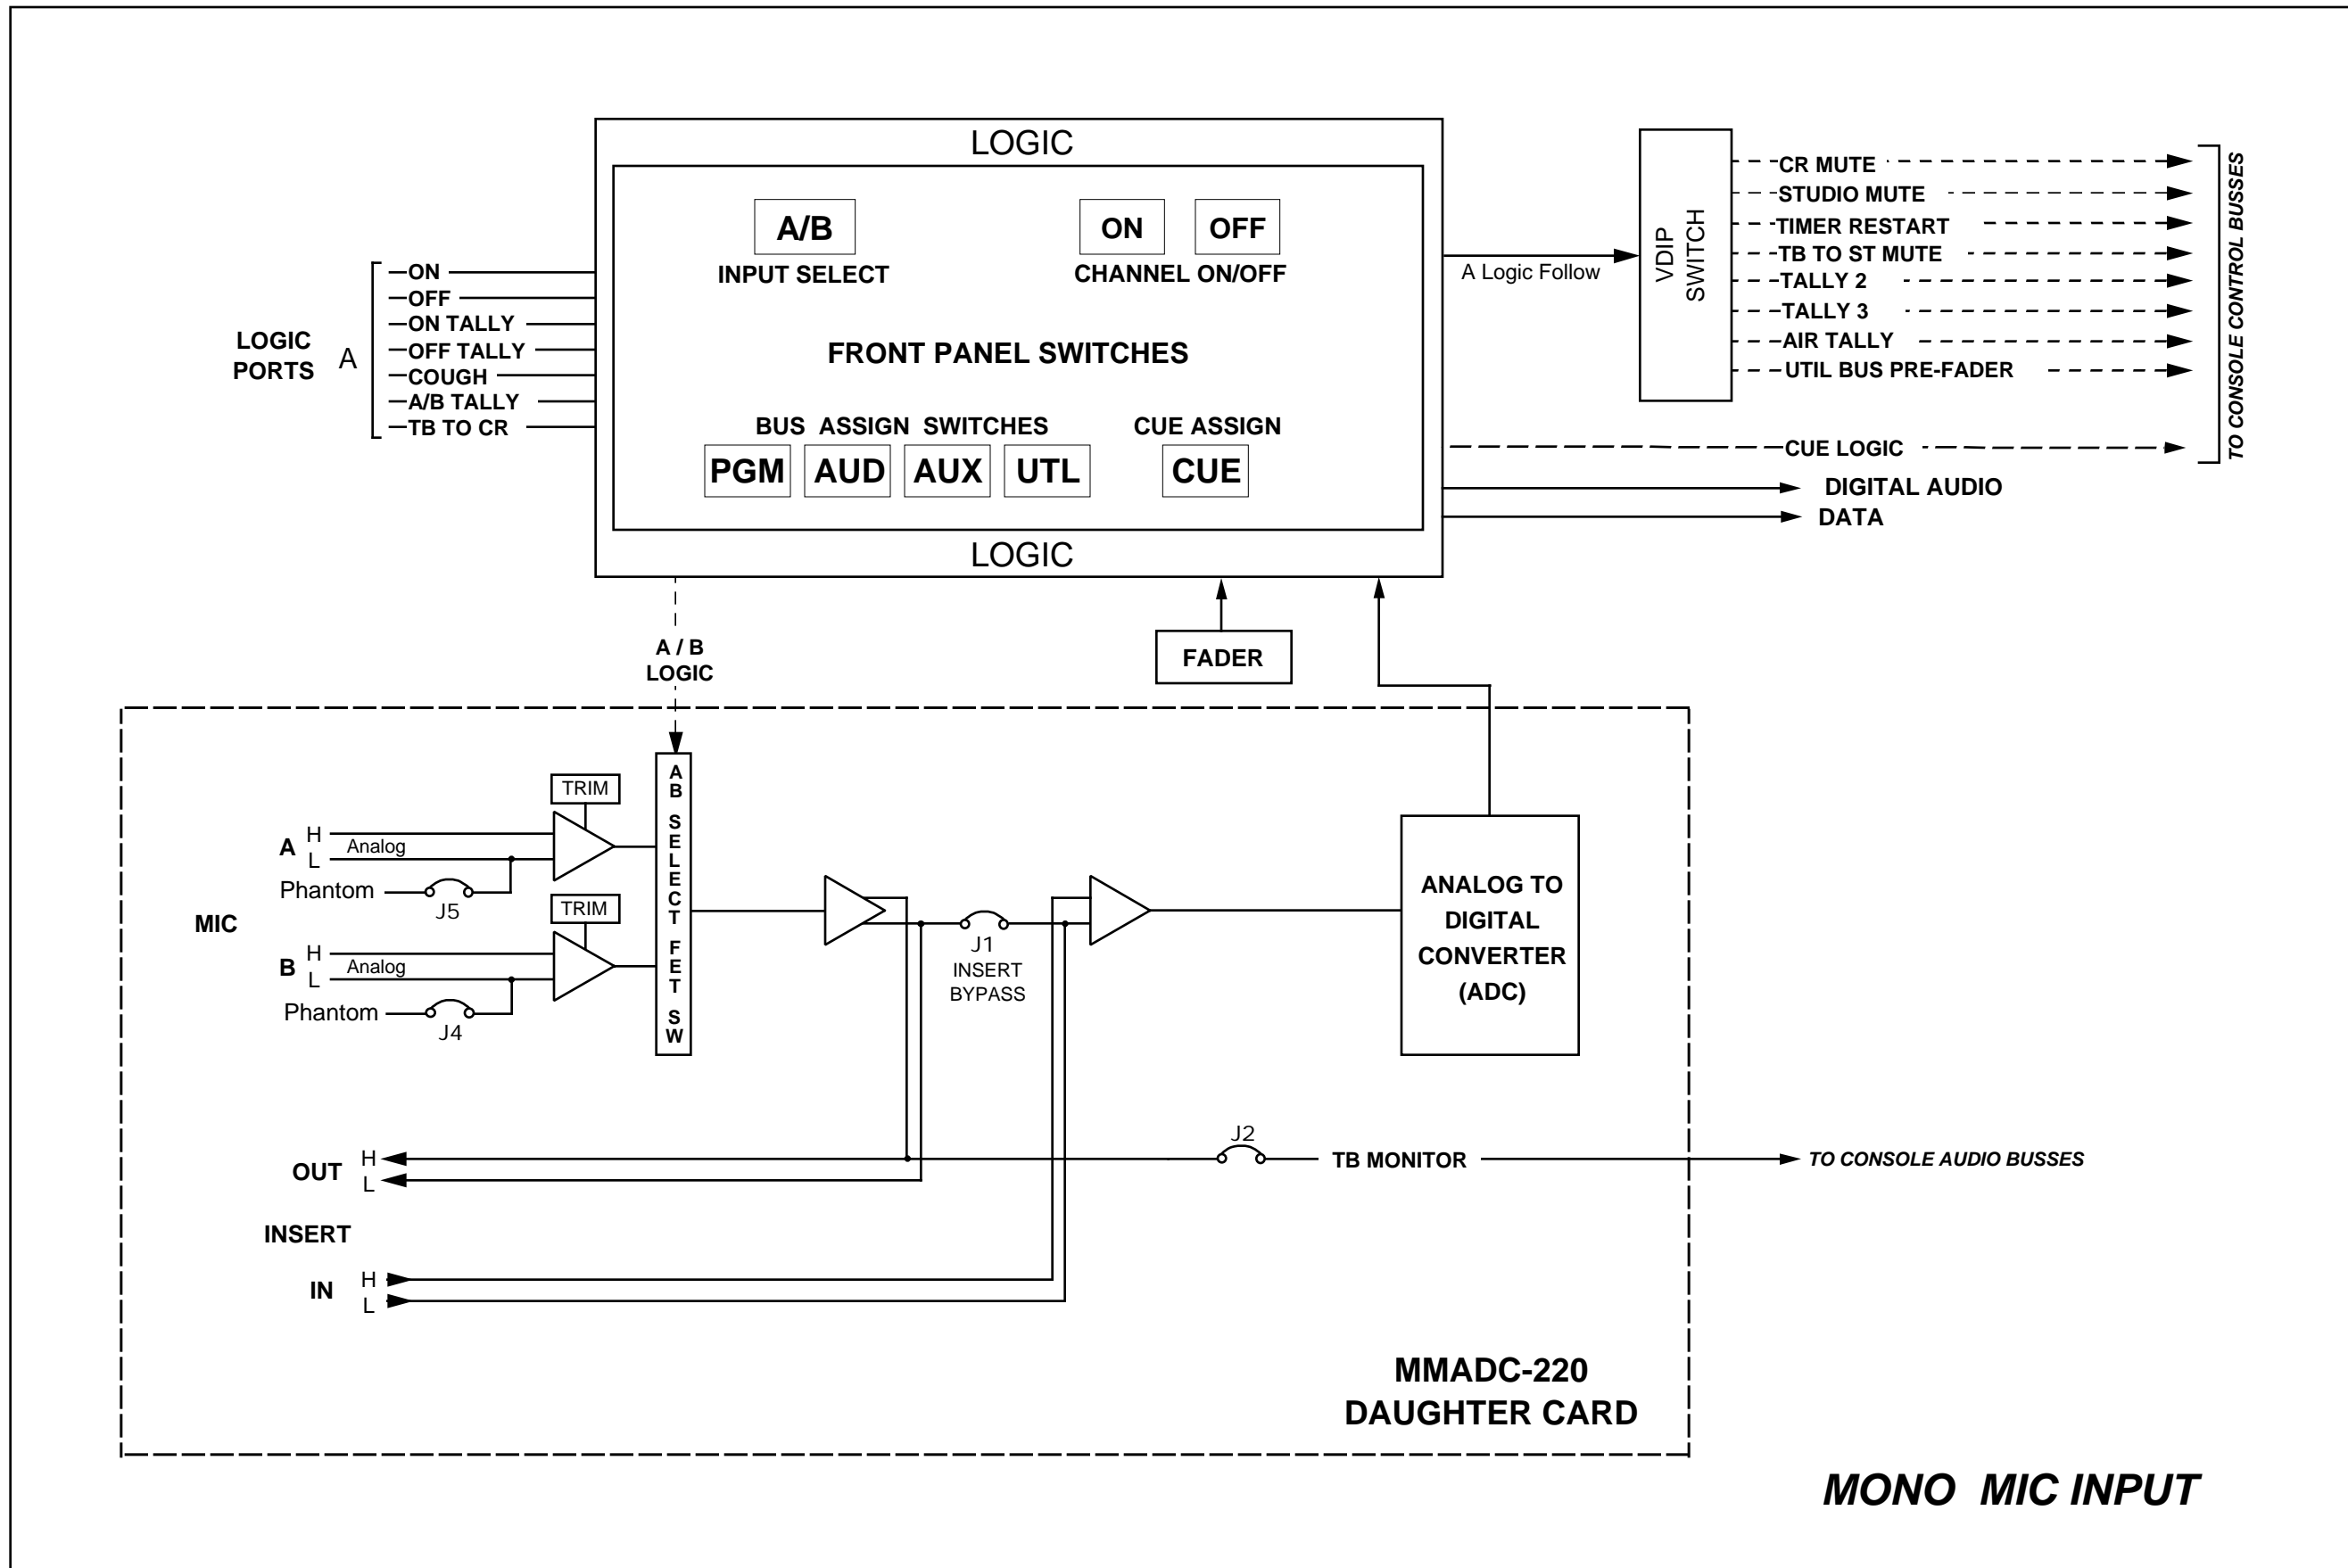 LOGIC
A/B
ON
OFF
INPUT SELECT
CHANNEL ON/OFF
FRONT PANEL SWITCHES
BUS ASSIGN SWITCHES
CUE ASSIGN
PGM
AUD
AUX
UTL
CUE
LOGIC
LOGIC
PORTS
A
ON
OFF
ON TALLY
OFF TALLY
COUGH
A/B TALLY
TB TO CR
A Logic Follow
VDIP
SWITCH
CR MUTE
STUDIO MUTE
TIMER RESTART
TB TO ST MUTE
TALLY 2
TALLY 3
AIR TALLY
UTIL BUS PRE-FADER
CUE LOGIC
TO CONSOLE CONTROL BUSSES
DIGITAL AUDIO
DATA
A / B
LOGIC
FADER
MIC
A
H
Analog
L
Phantom
J5
TRIM
B
H
Analog
L
Phantom
J4
TRIM
AB SELECT FET SW
J1
INSERT
BYPASS
ANALOG TO
DIGITAL
CONVERTER
(ADC)
OUT
H
L
J2
TB MONITOR
TO CONSOLE AUDIO BUSSES
INSERT
IN
H
L
MMADC-220
DAUGHTER CARD
MONO MIC INPUT